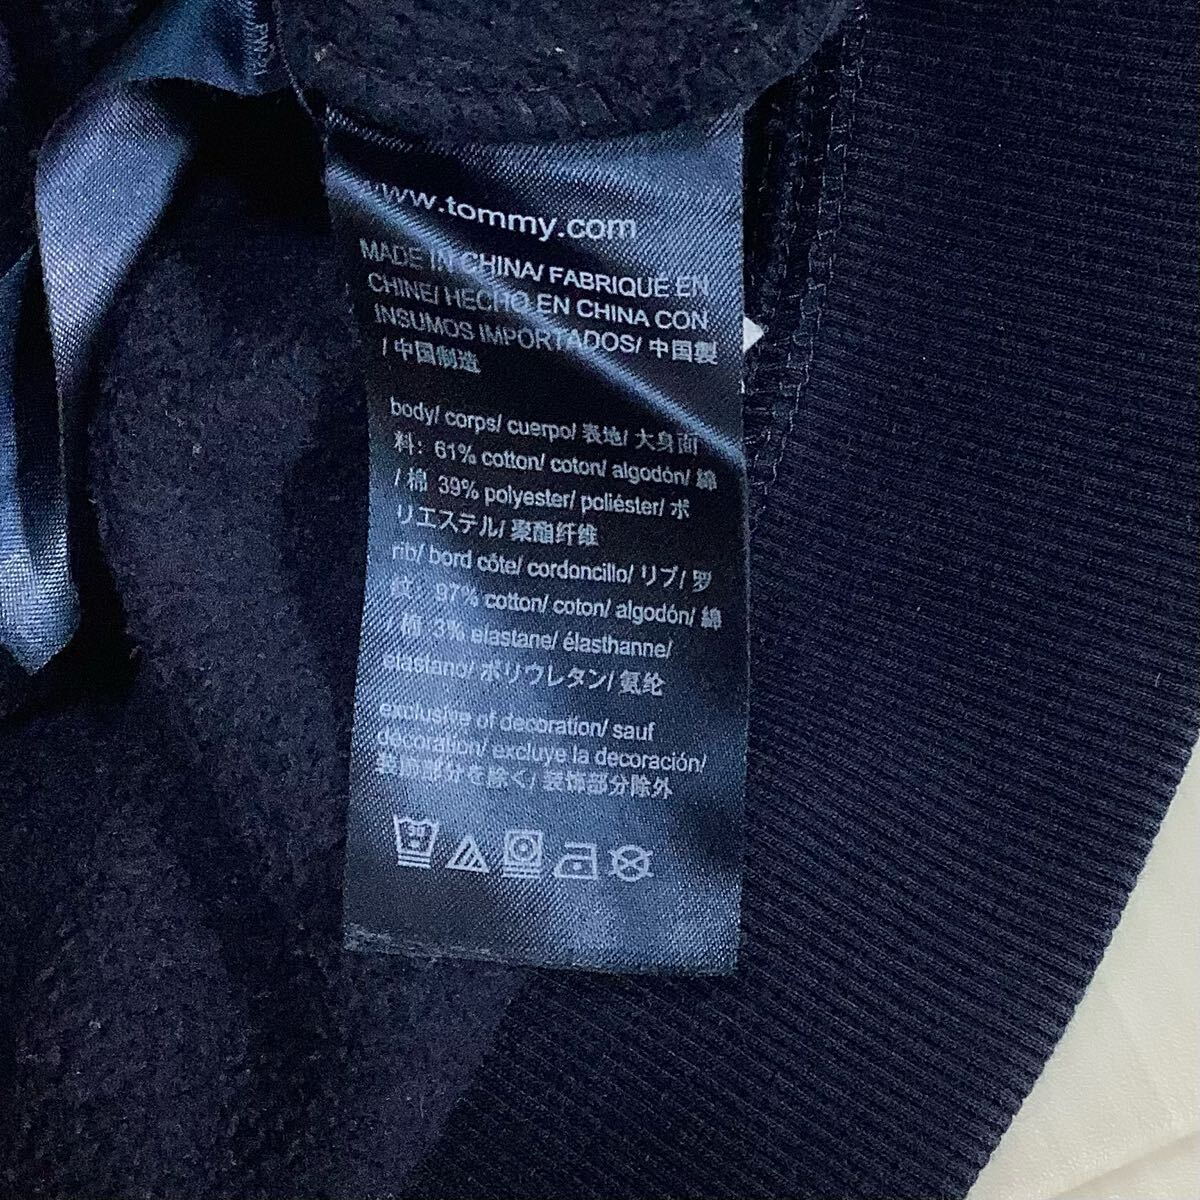 www.tommy.com
MADE IN CHINA/ FABRIQUÉ EN
CHINE/ HECHO EN CHINA CON
INSUMOS IMPORTADOS/ 中国製
/ 中国制造
body/ corps/ cuerpo/ 表地/ 大身面
料: 61% cotton/ coton/ algodón/ 綿
/ 棉 39% polyester/ poliéster/ ポ
リエステル/ 聚酯纤维
rib/ bord côte/ cordoncillo/ リブ/ 罗
纹: 97% cotton/ coton/ algodón/ 綿
/ 棉 3% elastane/ élasthanne/
elastano/ ポリウレタン/ 氨纶
exclusive of decoration/ sauf
décoration/ excluye la decoración/
装飾部分を除く/ 装饰部分除外
30